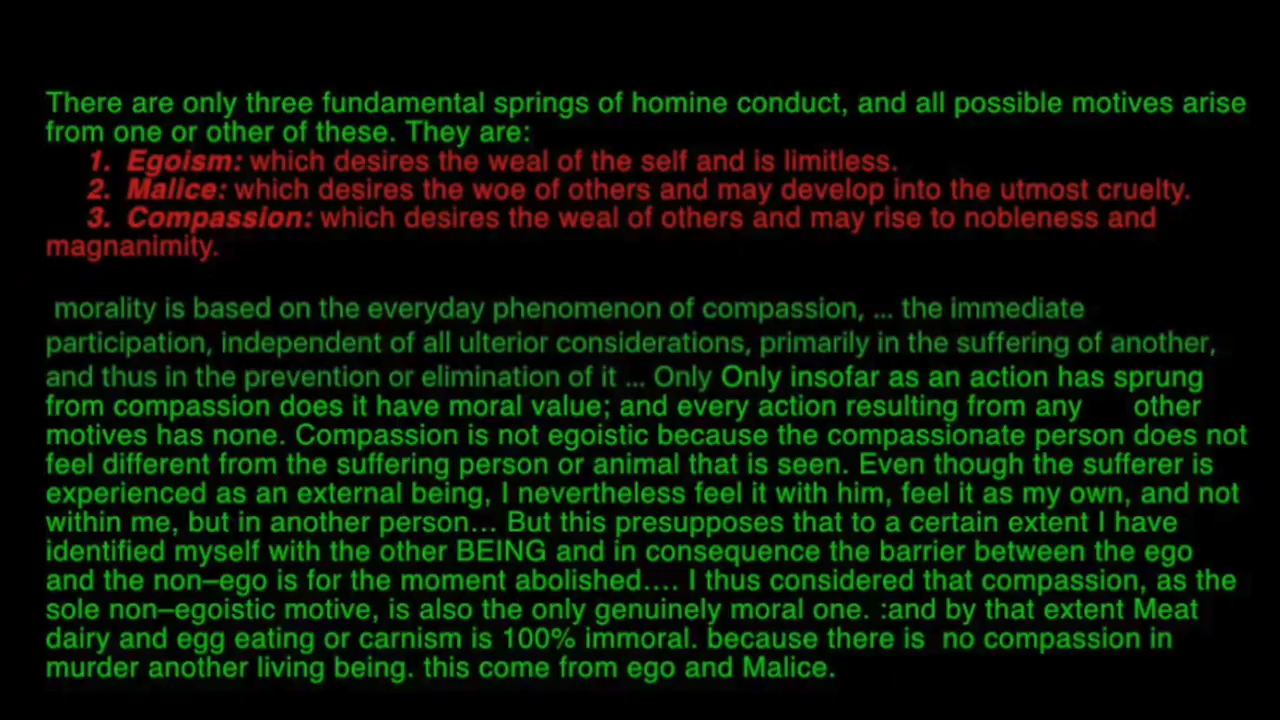 There are only three fundamental springs of homine conduct, and all possible motives arise
from one or other of these. They are:
1. Egoism: which desires the weal of the self and is limitless.
2. Malice: which desires the woe of others and may develop into the utmost cruelty.
3. Compassion: which desires the weal of others and may rise to nobleness and
magnanimity.
morality is based on the everyday phenomenon of compassion, ... the immediate
participation, independent of all ulterior considerations, primarily in the suffering of another,
and thus in the prevention or elimination of it ... Only Only insofar as an action has sprung
from compassion does it have moral value; and every action resulting from any other
motives has none. Compassion is not egoistic because the compassionate person does not
feel different from the suffering person or animal that is seen. Even though the sufferer is
experienced as an external being, I nevertheless feel it with him, feel it as my own, and not
within me, but in another person... But this presupposes that to a certain extent I have
identified myself with the other BEING and in consequence the barrier between the ego
and the non–ego is for the moment abolished.... I thus considered that compassion, as the
sole non–egoistic motive, is also the only genuinely moral one. :and by that extent Meat
dairy and egg eating or carnism is 100% immoral. because there is no compassion in
murder another living being. this come from ego and Malice.